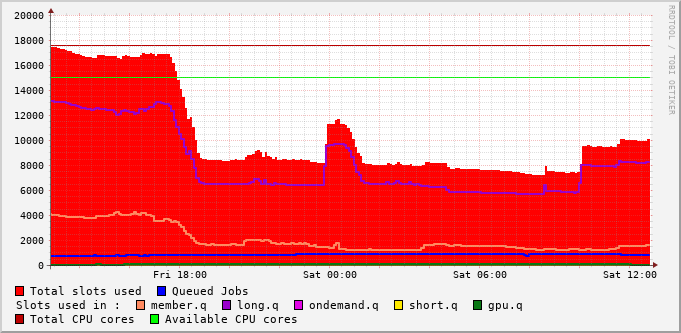 20000
18000
16000
14000
12000
10000
8000
6000
4000
2000
0
Fri 18:00 Sat 00:00 Sat 06:00 Sat 12:00
RRDTOOL / TOBI OETIKER
Total slots used Queued Jobs
Slots used in : member.q long.q ondemand.q short.q gpu.q
Total CPU cores Available CPU cores